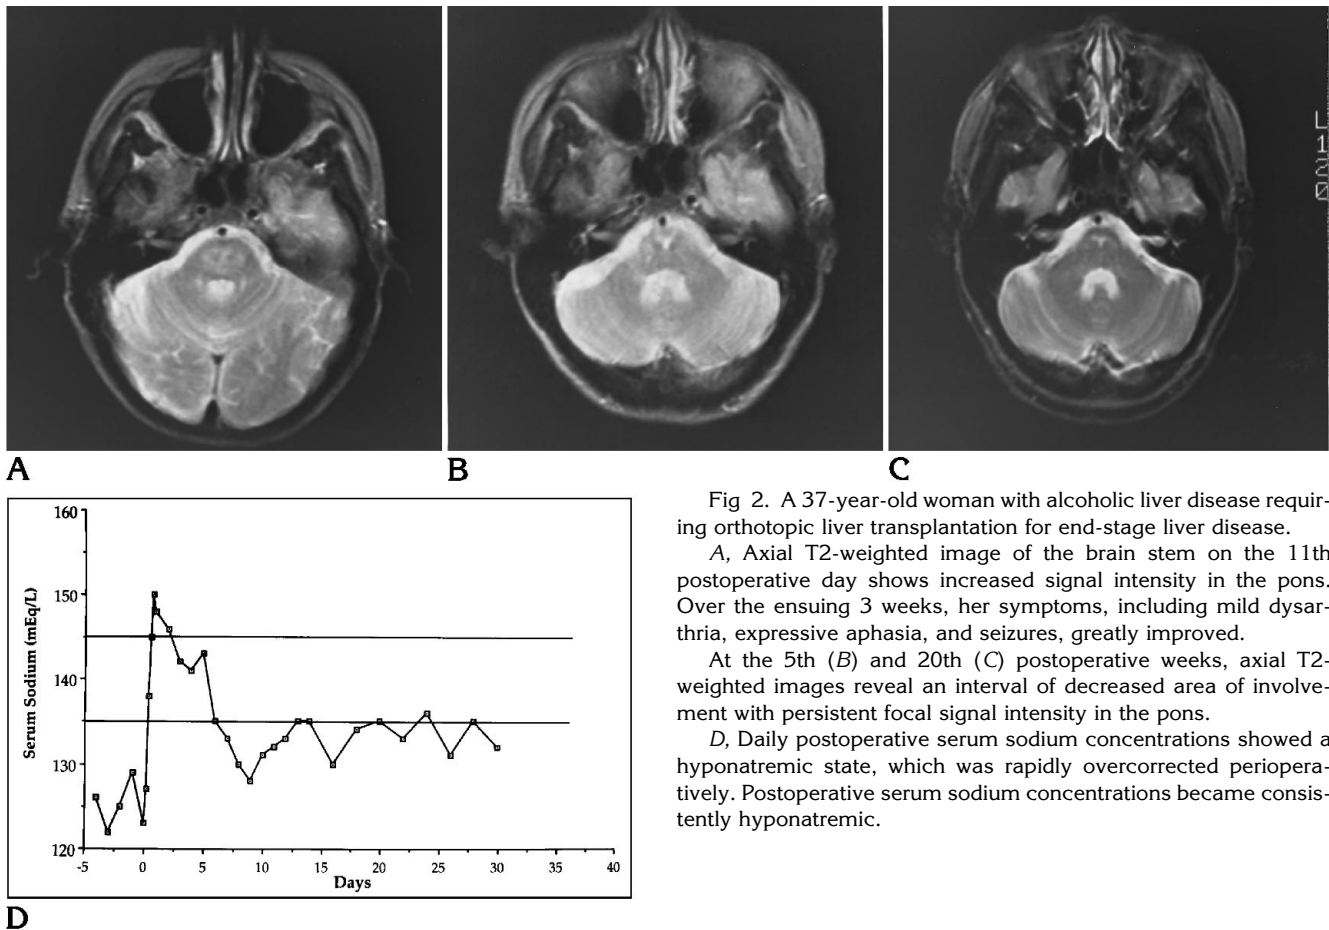 L
120
A
B
C
160
150
140
130
120
Serum Sodium (mEq/L)
-5 0 5 10 15 20 25 30 35 40
Days
D
Fig 2. A 37-year-old woman with alcoholic liver disease requir-
ing orthotopic liver transplantation for end-stage liver disease.
A, Axial T2-weighted image of the brain stem on the 11th
postoperative day shows increased signal intensity in the pons.
Over the ensuing 3 weeks, her symptoms, including mild dysar-
thria, expressive aphasia, and seizures, greatly improved.
At the 5th (B) and 20th (C) postoperative weeks, axial T2-
weighted images reveal an interval of decreased area of involve-
ment with persistent focal signal intensity in the pons.
D, Daily postoperative serum sodium concentrations showed a
hyponatremic state, which was rapidly overcorrected periopera-
tively. Postoperative serum sodium concentrations became consis-
tently hyponatremic.